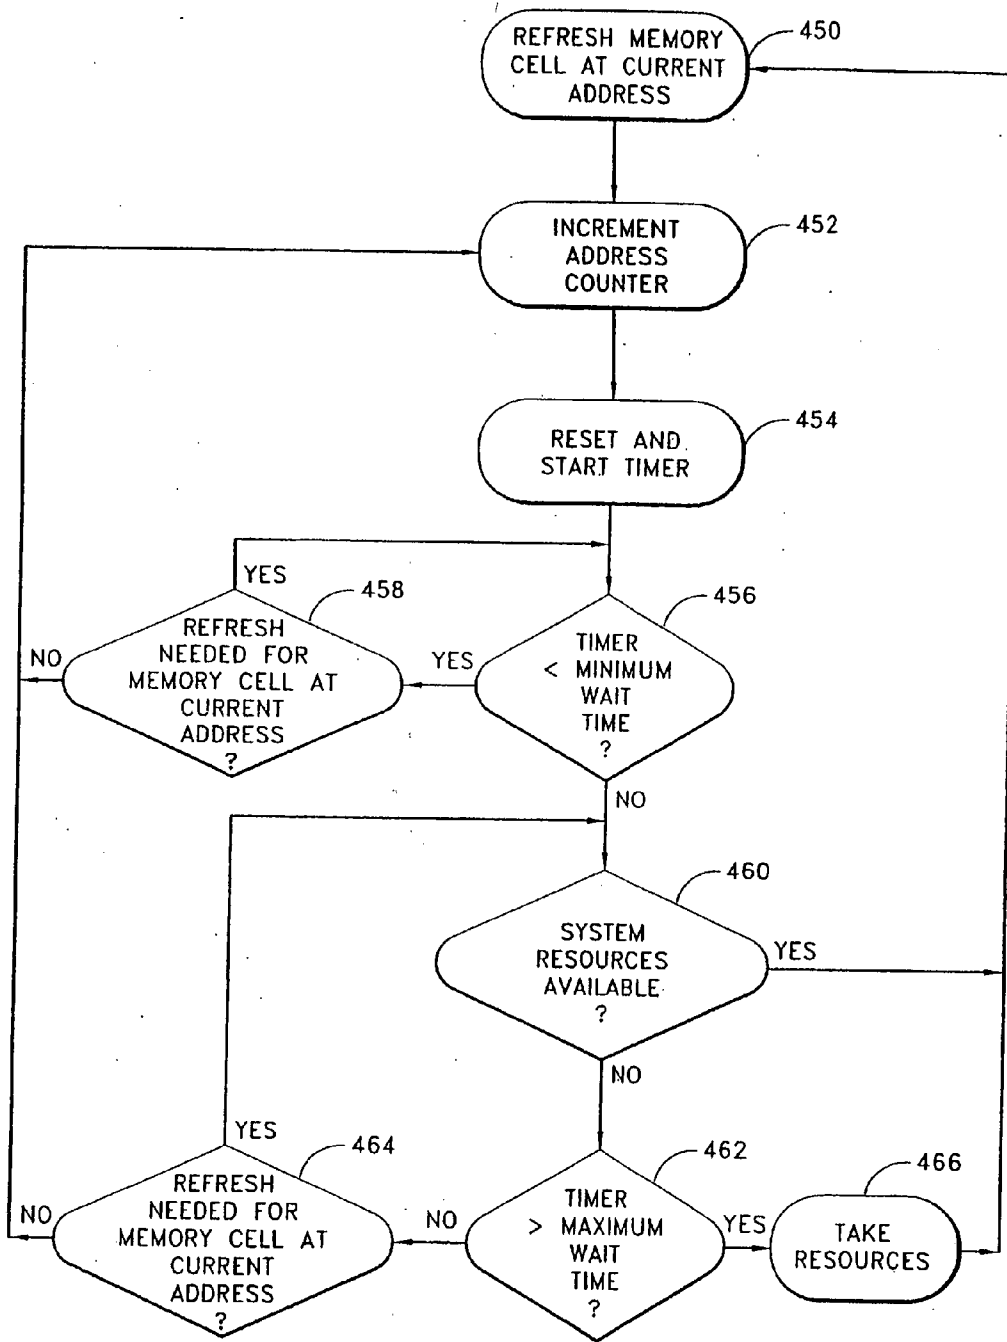 REFRESH MEMORY
CELL AT CURRENT
ADDRESS
450
INCREMENT
ADDRESS
COUNTER
452
RESET AND
START TIMER
454
YES
458
REFRESH
NEEDED FOR
MEMORY CELL AT
CURRENT
ADDRESS
?
NO
YES
456
TIMER
< MINIMUM
WAIT
TIME
?
NO
460
SYSTEM
RESOURCES
AVAILABLE
?
YES
NO
YES
464
REFRESH
NEEDED FOR
MEMORY CELL AT
CURRENT
ADDRESS
?
NO
NO
462
TIMER
> MAXIMUM
WAIT
TIME
?
YES
466
TAKE
RESOURCES